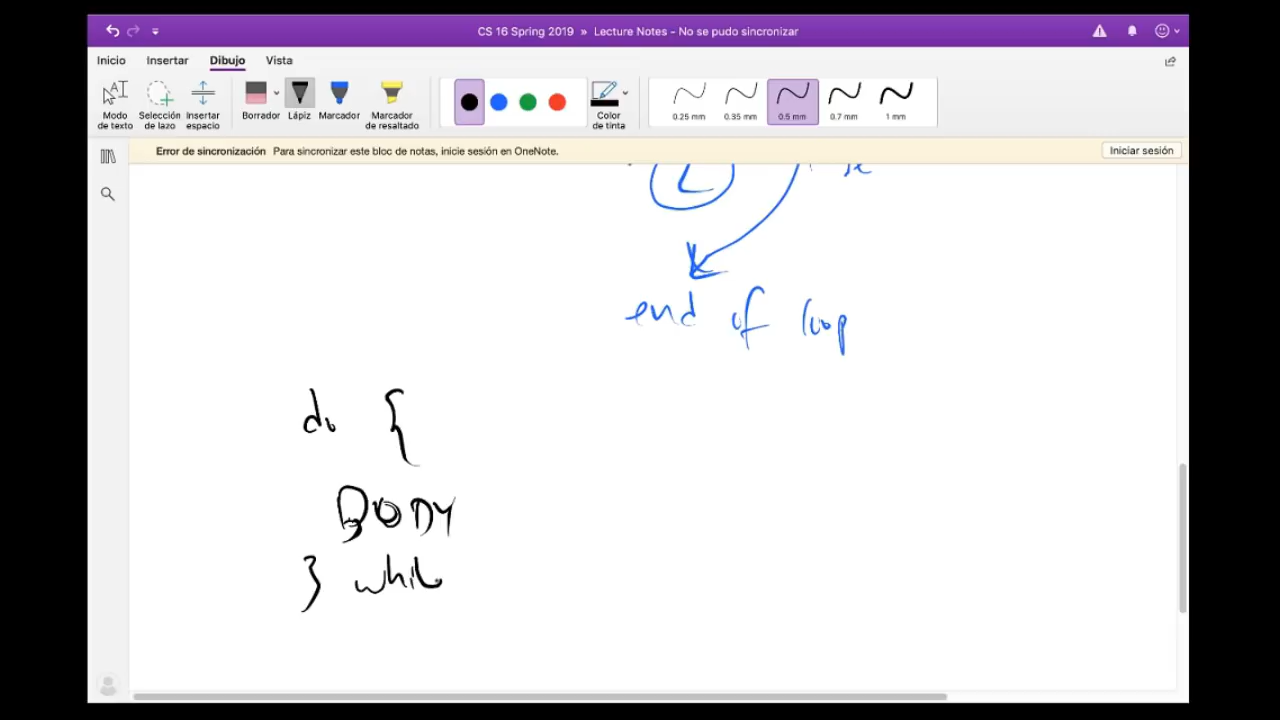 CS 16 Spring 2019 » Lecture Notes - No se pudo sincronizar
Inicio Insertar Dibujo Vista
Modo de texto Selección de lazo Insertar espacio Borrador Lápiz Marcador Marcador de resaltado Color de tinta 0.25 mm 0.35 mm 0.5 mm 0.7 mm 1 mm
Error de sincronización Para sincronizar este bloc de notas, inicie sesión en OneNote. Iniciar sesión
end of loop
do {
BODY
} while